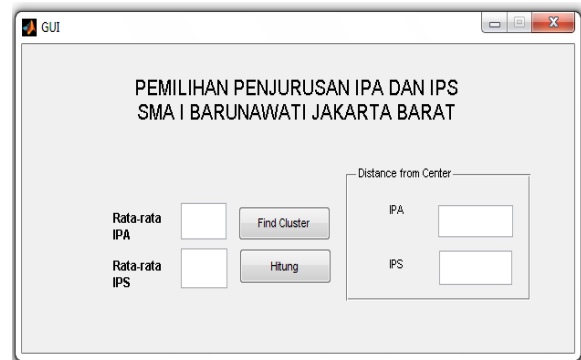 GUI
PEMILIHAN PENJURUSAN IPA DAN IPS
SMA I BARUNAWATI JAKARTA BARAT
Distance from Center
Rata-rata
IPA
Find Cluster
IPA
Rata-rata
IPS
Hitung
IPS